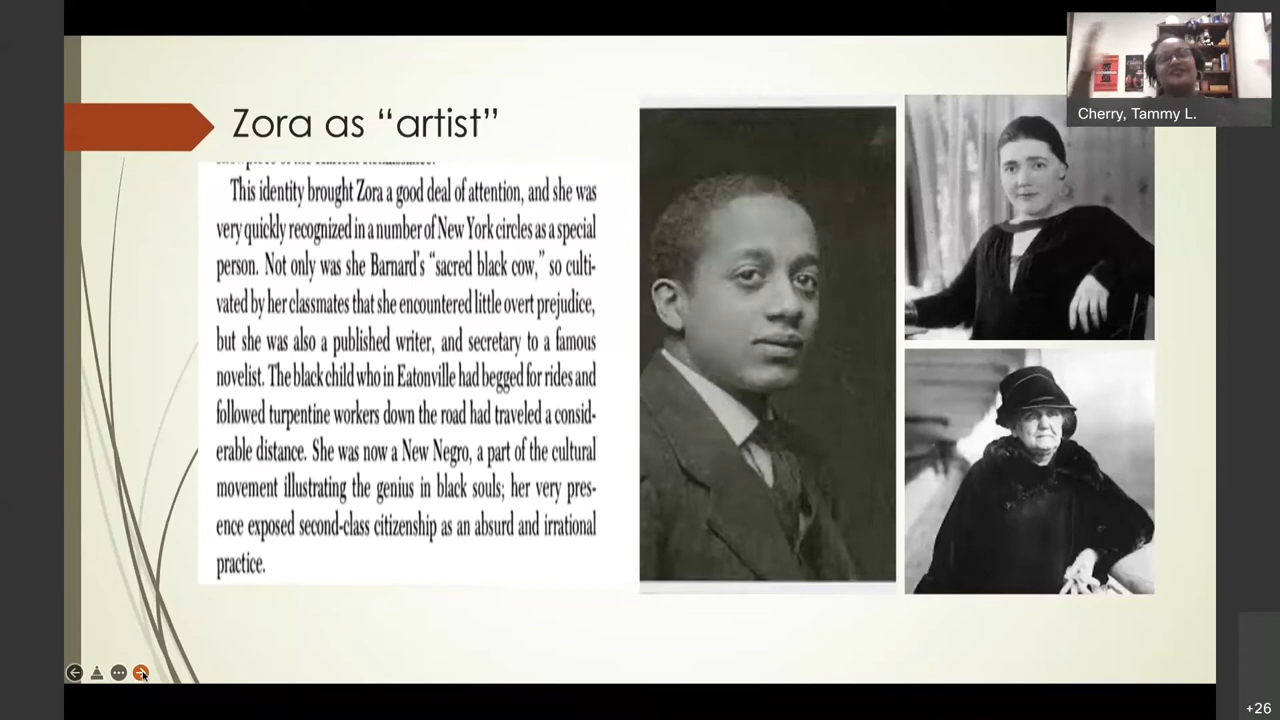 Zora as “artist”
This identity brought Zora a good deal of attention, and she was
very quickly recognized in a number of New York circles as a special
person. Not only was she Barnard’s “sacred black cow,” so culti-
vated by her classmates that she encountered little overt prejudice,
but she was also a published writer, and secretary to a famous
novelist. The black child who in Eatonville had begged for rides and
followed turpentine workers down the road had traveled a consid-
erable distance. She was now a New Negro, a part of the cultural
movement illustrating the genius in black souls; her very pres-
ence exposed second-class citizenship as an absurd and irrational
practice.
Cherry, Tammy L.
+26